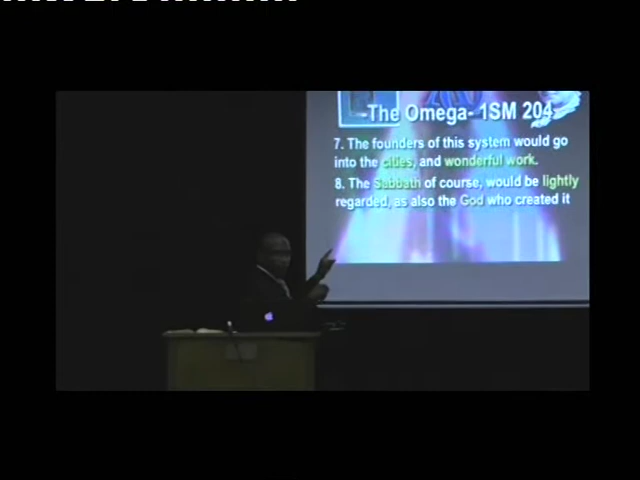 -The Omega- 1SM 204-
7. The founders of this system would go
into the cities, and wonderful work.
8. The Sabbath of course, would be lightly
regarded, as also the God who created it